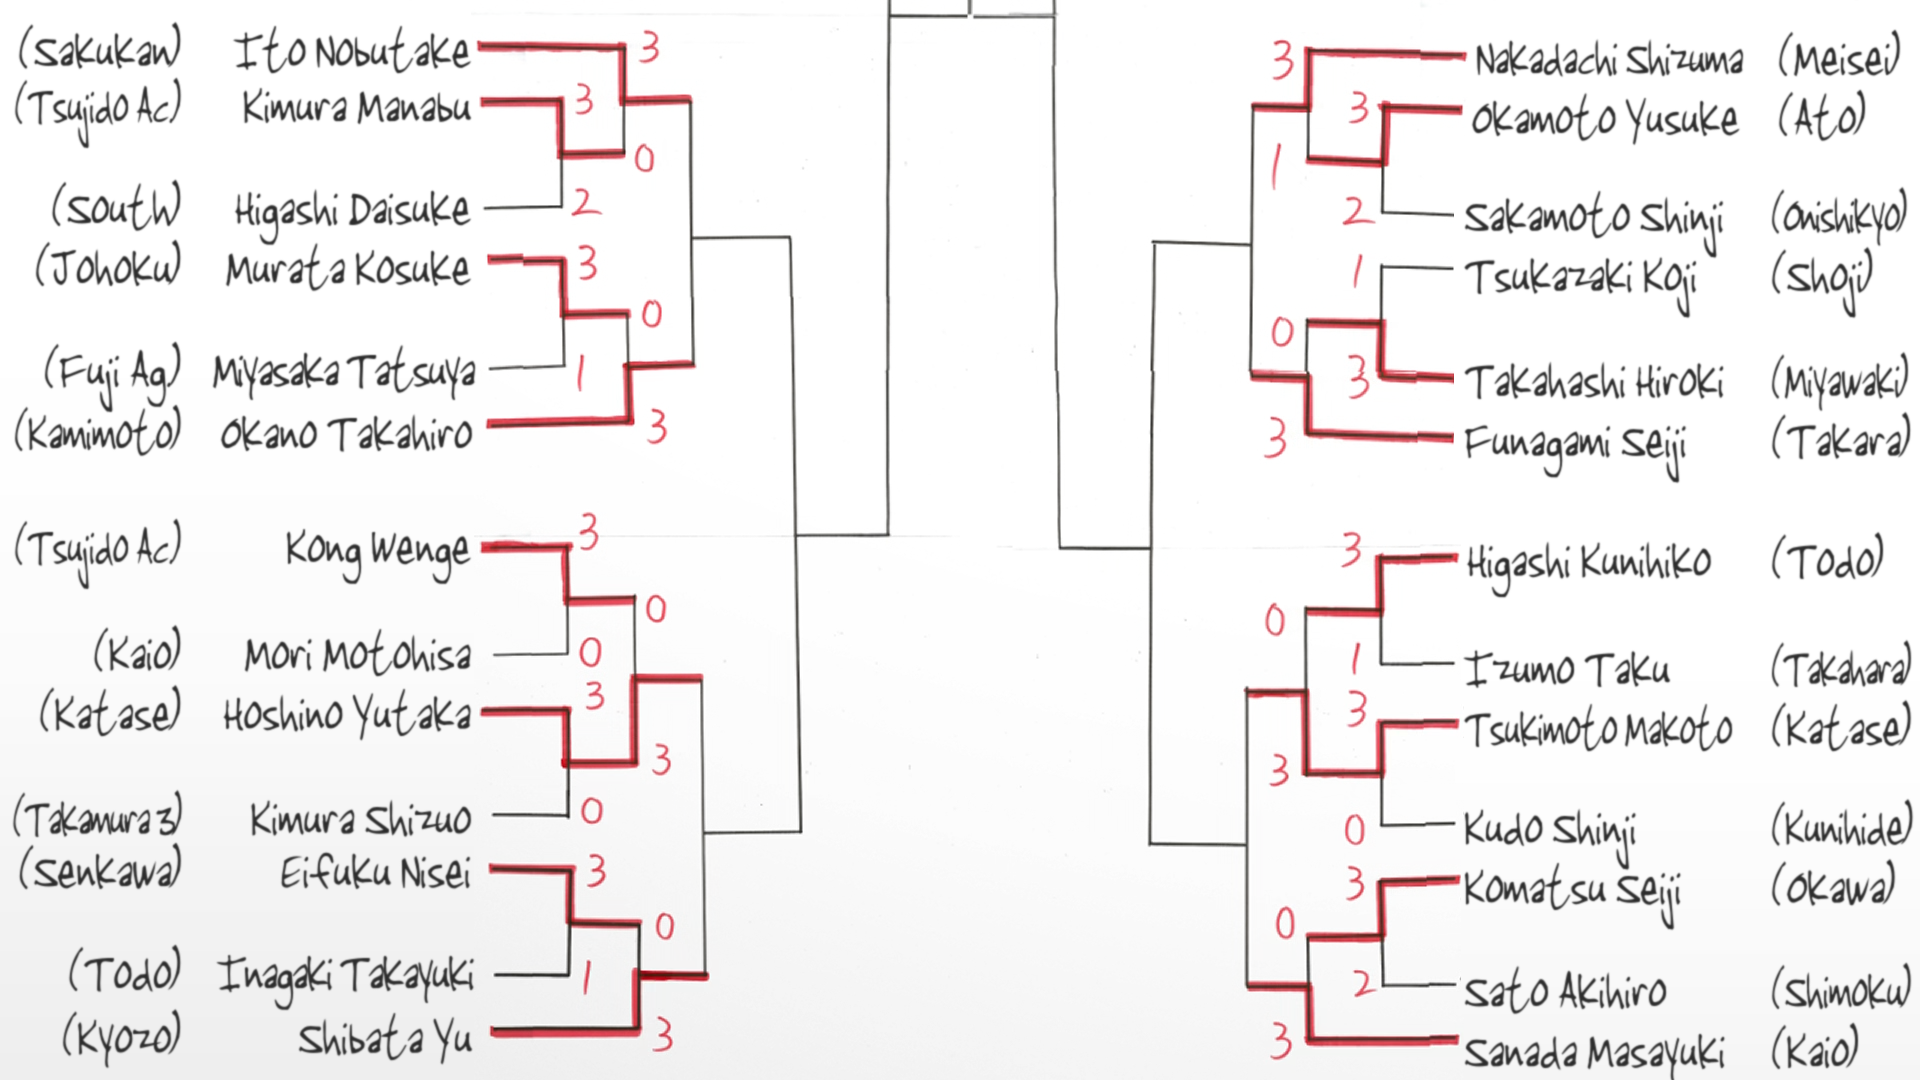 (Sakukan) Ito Nobutake 3
(Tsujido Ac) Kimura Manabu 3
0
(South) Higashi Daisuke 2
(Johoku) Murata Kosuke 3
0
(Fuji Ag.) Miyasaka Tatsuya 1
(Kamimoto) Okano Takahiro 3
(Tsujido Ac) Kong Wenge 3
0
(Kaio) Mori Motohisa 0
(Katase) Hoshino Yutaka 3
3
(Takamura 3) Kimura Shizuo 0
(Senkawa) Eifuku Nisei 3
0
(Todo) Inagaki Takayuki 1
(Kyozo) Shibata Yu 3
3 Nakadachi Shizuma (Meisei)
3 Okamoto Yusuke (Ato)
1
2 Sakamoto Shinji (Onishikyo)
1 Tsukazaki Koji (Shoji)
0
3 Takahashi Hiroki (Miyawaki)
3 Funagami Seiji (Takara)
3 Higashi Kunihiko (Todo)
0
1 Izumo Taku (Takahara)
3 Tsukimoto Makoto (Katase)
3
0 Kudo Shinji (Kunihide)
3 Komatsu Seiji (Okawa)
0
2 Sato Akihiro (Shimoku)
3 Sanada Masayuki (Kaio)